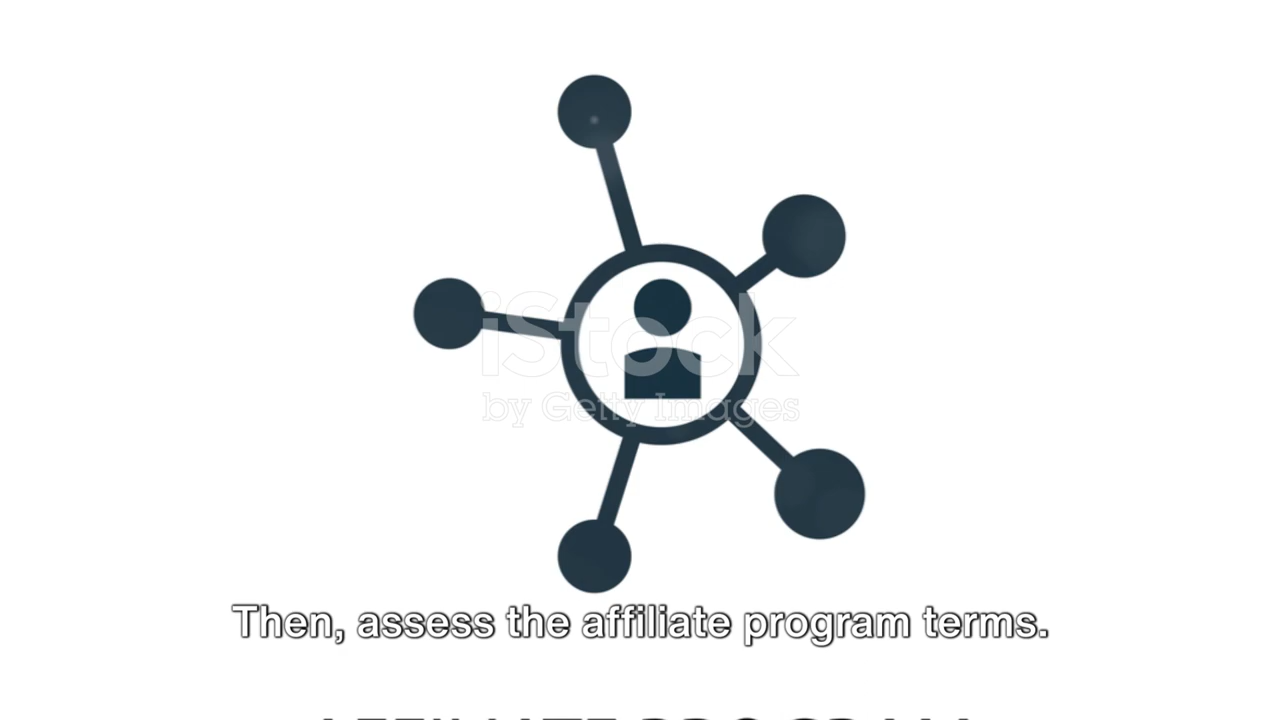 iStock
by Getty Images
Then, assess the affiliate program terms.